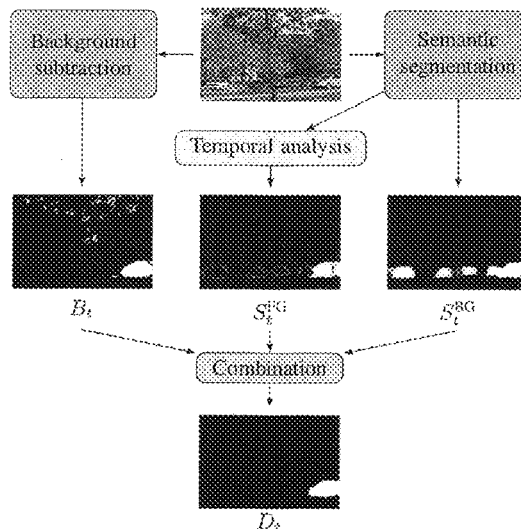 Background
subtraction
Semantic
segmentation
Temporal analysis
B_t
S_t^FG
S_t^BG
Combination
D_t